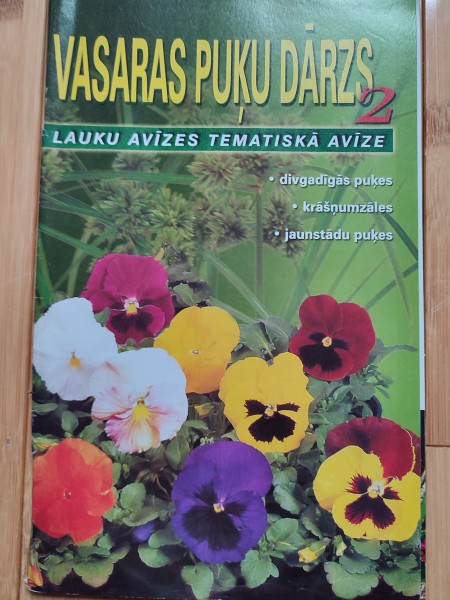 VASARAS PUĶU DĀRZS
2
LAUKU AVĪZES TEMATISKĀ AVĪZE
• divgadīgās puķes
• krāšņumzāles
• jaunstādu puķes